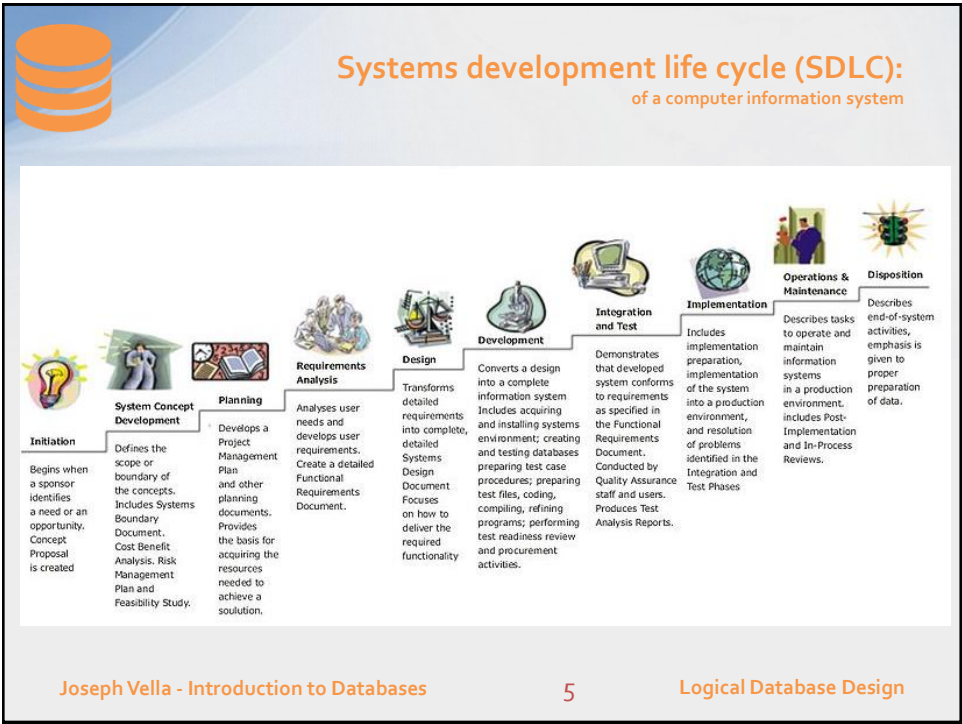 Systems development life cycle (SDLC):
of a computer information system
Initiation
Begins when
a sponsor
identifies
a need or an
opportunity.
Concept
Proposal
is created
System Concept
Development
Defines the
scope or
boundary of
the concepts.
Includes Systems
Boundary
Document.
Cost Benefit
Analysis. Risk
Management
Plan and
Feasibility Study.
Planning
Develops a
Project
Management
Plan
and other
planning
documents.
Provides
the basis for
acquiring the
resources
needed to
achieve a
soulution.
Requirements
Analysis
Analyses user
needs and
develops user
requirements.
Create a detailed
Functional
Requirements
Document.
Design
Transforms
detailed
requirements
into complete,
detailed
Systems
Design
Document
Focuses
on how to
deliver the
required
functionality
Development
Converts a design
into a complete
information system
Includes acquiring
and installing systems
environment; creating
and testing databases
preparing test case
procedures; preparing
test files, coding,
compiling, refining
programs; performing
test readiness review
and procurement
activities.
Integration
and Test
Demonstrates
that developed
system conforms
to requirements
as specified in
the Functional
Requirements
Document.
Conducted by
Quality Assurance
staff and users.
Produces Test
Analysis Reports.
Implementation
Includes
implementation
preparation,
implementation
of the system
into a production
environment,
and resolution
of problems
identified in the
Integration and
Test Phases
Operations &
Maintenance
Describes tasks
to operate and
maintain
information
systems
in a production
environment.
includes Post-
Implementation
and In-Process
Reviews.
Disposition
Describes
end-of-system
activities,
emphasis is
given to
proper
preparation
of data.
Joseph Vella - Introduction to Databases
5
Logical Database Design